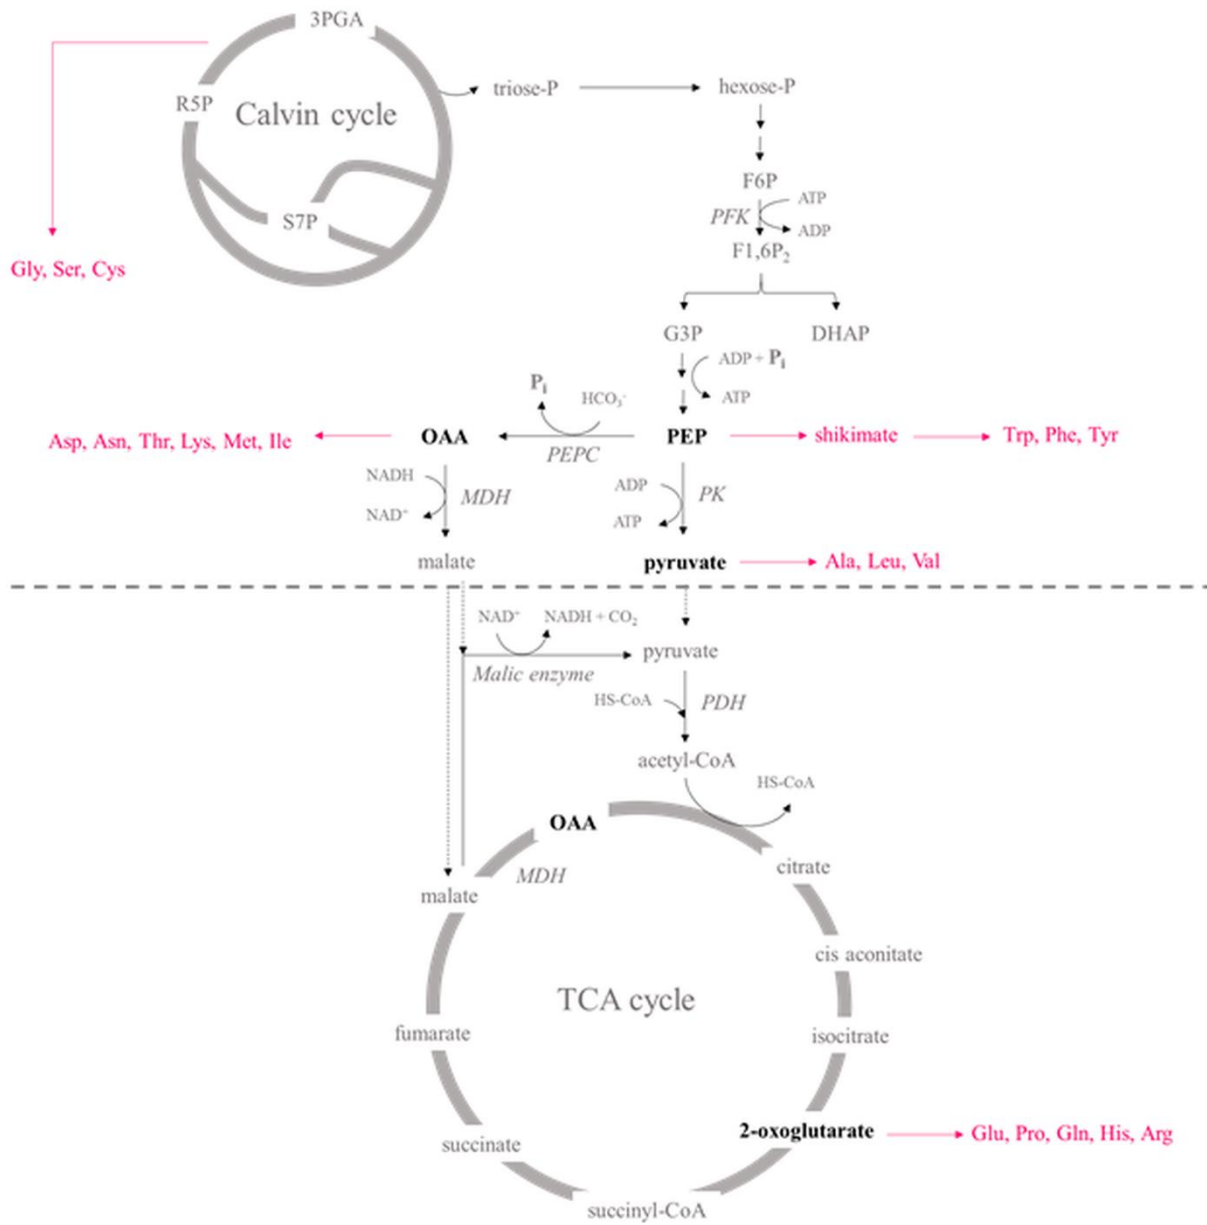 3PGA
triose-P
hexose-P
R5P
Calvin cycle
F6P
ATP
PFK
S7P
ADP
F1,6P₂
Gly, Ser, Cys
G3P
DHAP
ADP + Pᵢ
Pᵢ
HCO₃⁻
ATP
Asp, Asn, Thr, Lys, Met, Ile
OAA
PEP
shikimate
Trp, Phe, Tyr
PEPC
NADH
MDH
ADP
PK
NAD⁺
ATP
malate
pyruvate
Ala, Leu, Val
NAD⁺
NADH + CO₂
pyruvate
Malic enzyme
HS-CoA
PDH
acetyl-CoA
HS-CoA
OAA
citrate
MDH
malate
cis aconitate
TCA cycle
fumarate
isocitrate
2-oxoglutarate
Glu, Pro, Gln, His, Arg
succinate
succinyl-CoA